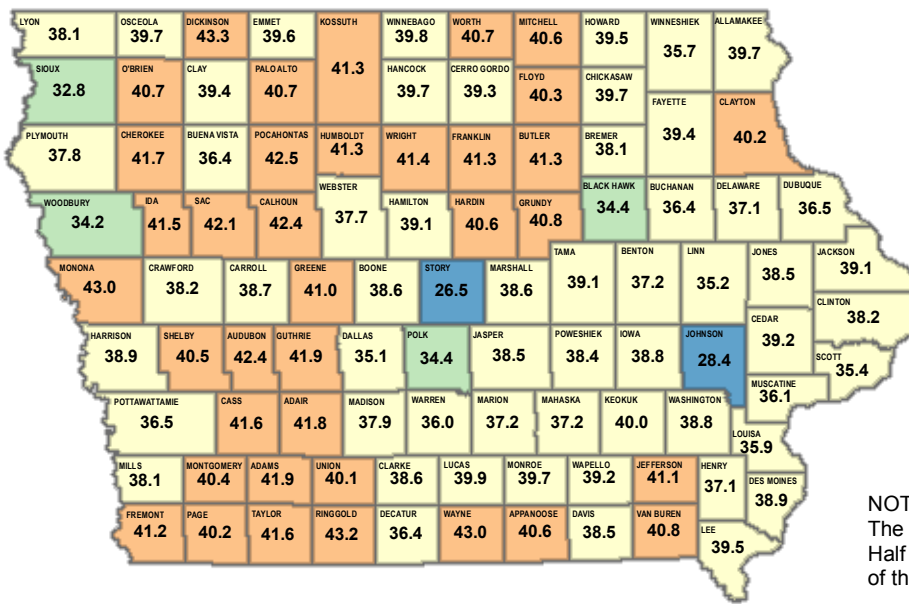 LYON 38.1
OSCEOLA 39.7
DICKINSON 43.3
EMMET 39.6
KOSSUTH 41.3
WINNEBAGO 39.8
WORTH 40.7
MITCHELL 40.6
HOWARD 39.5
WINNESHIEK 35.7
ALLAMAKEE 39.7
SIOUX 32.8
O'BRIEN 40.7
CLAY 39.4
PALO ALTO 40.7
HANCOCK 39.7
CERRO GORDO 39.3
FLOYD 40.3
CHICKASAW 39.7
FAYETTE 39.4
CLAYTON 40.2
PLYMOUTH 37.8
CHEROKEE 41.7
BUENA VISTA 36.4
POCAHONTAS 42.5
HUMBOLDT 41.3
WRIGHT 41.4
FRANKLIN 41.3
BUTLER 41.3
BREMER 38.1
WOODBURY 34.2
IDA 41.5
SAC 42.1
CALHOUN 42.4
WEBSTER 37.7
HAMILTON 39.1
HARDIN 40.6
GRUNDY 40.8
BLACK HAWK 34.4
BUCHANAN 36.4
DELAWARE 37.1
DUBUQUE 36.5
MONONA 43.0
CRAWFORD 38.2
CARROLL 38.7
GREENE 41.0
BOONE 38.6
STORY 26.5
MARSHALL 38.6
TAMA 39.1
BENTON 37.2
LINN 35.2
JONES 38.5
JACKSON 39.1
CLINTON 38.2
HARRISON 38.9
SHELBY 40.5
AUDUBON 42.4
GUTHRIE 41.9
DALLAS 35.1
POLK 34.4
JASPER 38.5
POWESHIEK 38.4
IOWA 38.8
JOHNSON 28.4
CEDAR 39.2
SCOTT 35.4
MUSCATINE 36.1
POTTAWATTAMIE 36.5
CASS 41.6
ADAIR 41.8
MADISON 37.9
WARREN 36.0
MARION 37.2
MAHASKA 37.2
KEOKUK 40.0
WASHINGTON 38.8
LOUISA 35.9
MILLS 38.1
MONTGOMERY 40.4
ADAMS 41.9
UNION 40.1
CLARKE 38.6
LUCAS 39.9
MONROE 39.7
WAPELLO 39.2
JEFFERSON 41.1
HENRY 37.1
DES MOINES 38.9
FREMONT 41.2
PAGE 40.2
TAYLOR 41.6
RINGGOLD 43.2
DECATUR 36.4
WAYNE 43.0
APPANOOSE 40.6
DAVIS 38.5
VAN BUREN 40.8
LEE 39.5
NOT
The
Half
of th